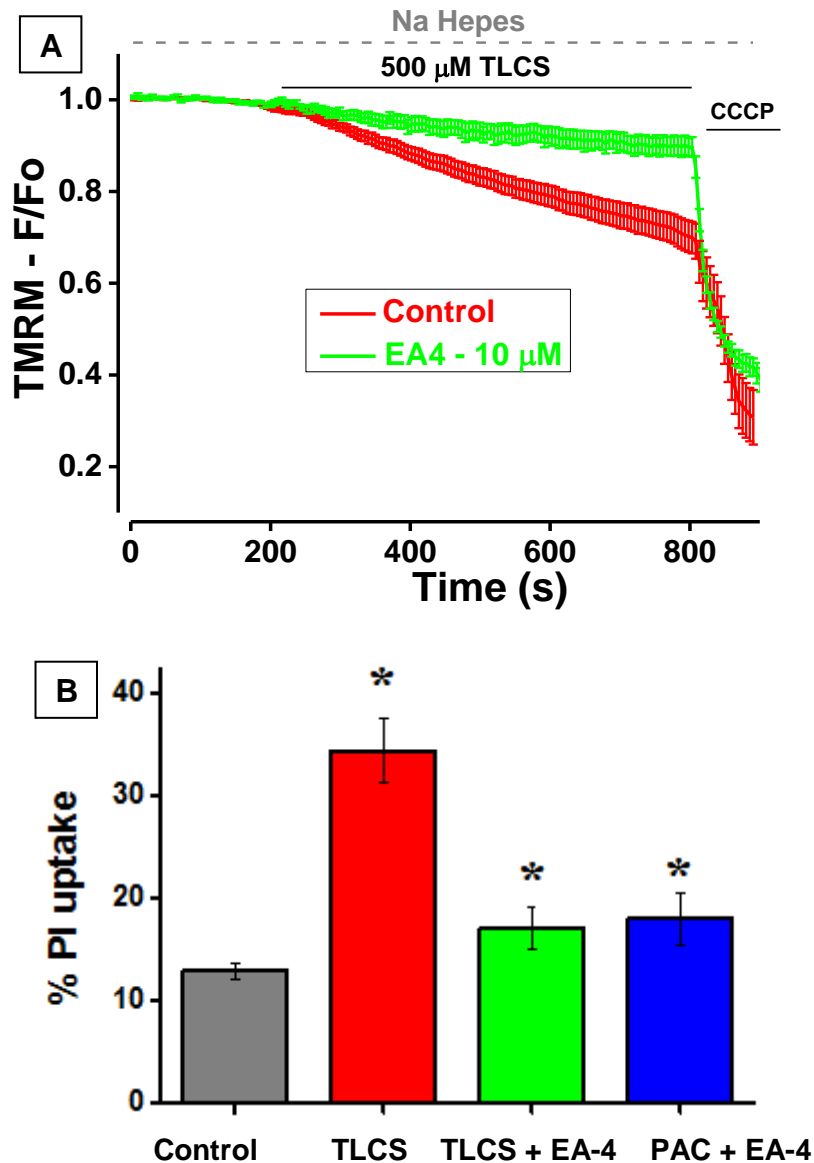 Na Hepes
A
500 μM TLCS
CCCP
1.0
0.8
0.6
0.4
0.2
TMRM - F/Fo
Control
EA4 - 10 μM
0 200 400 600 800
Time (s)
B
40
30
20
10
0
% PI uptake
* * *
Control TLCS TLCS + EA-4 PAC + EA-4